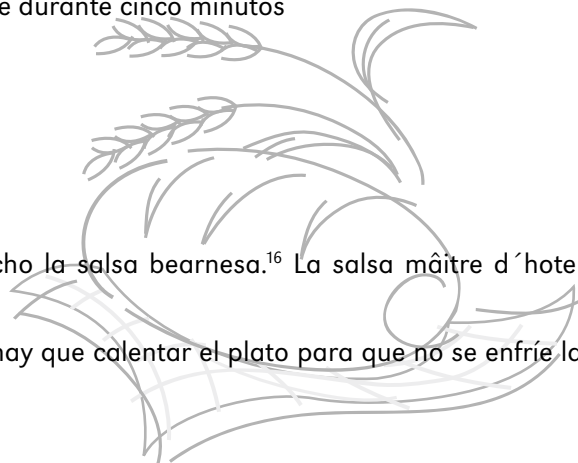 e durante cinco minutos
cho la salsa bearnesa.16 La salsa mâitre d´hote
hay que calentar el plato para que no se enfríe la